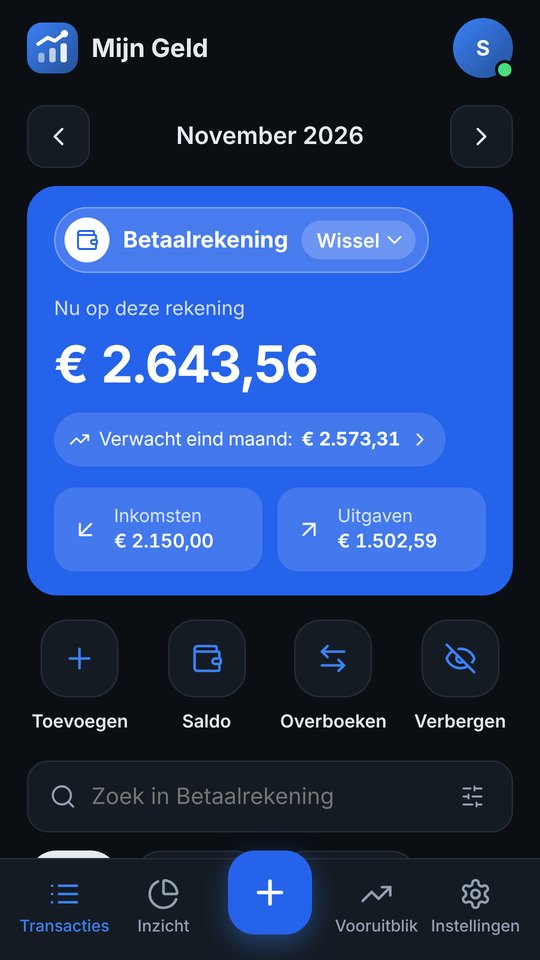 Mijn Geld
S
November 2026
Betaalrekening
Wissel
Nu op deze rekening
€ 2.643,56
Verwacht eind maand: € 2.573,31
Inkomsten
€ 2.150,00
Uitgaven
€ 1.502,59
Toevoegen
Saldo
Overboeken
Verbergen
Zoek in Betaalrekening
Transacties
Inzicht
Vooruitblik
Instellingen